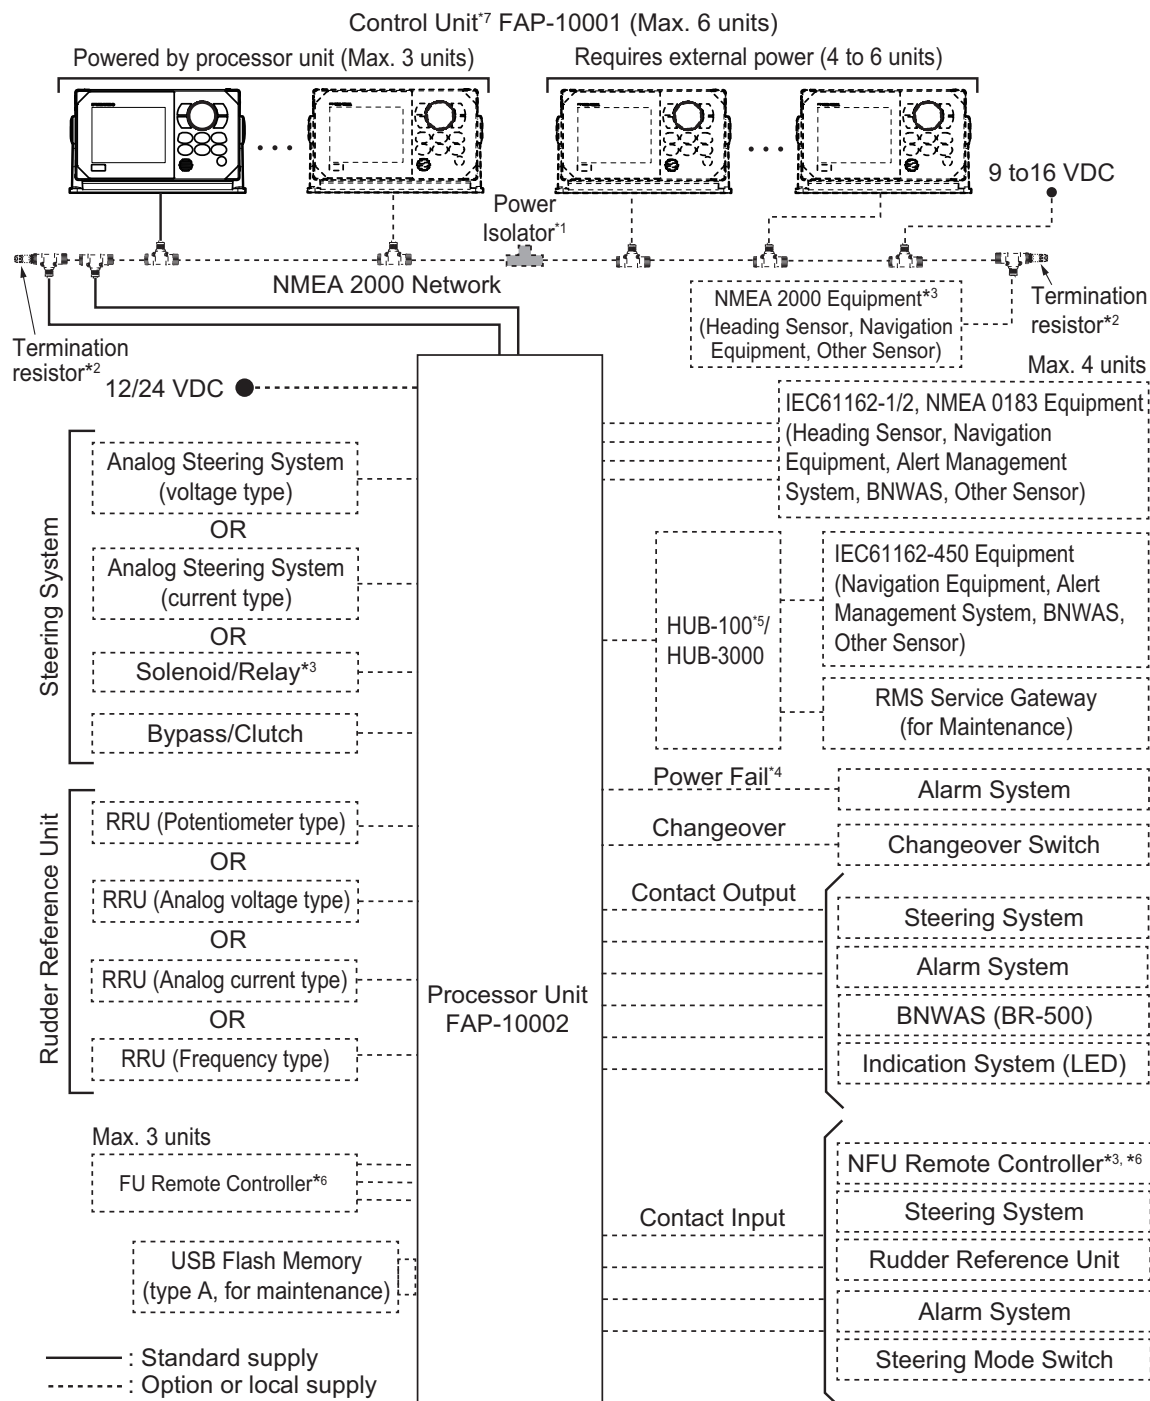 Control Unit*7 FAP-10001 (Max. 6 units)
Powered by processor unit (Max. 3 units)
Requires external power (4 to 6 units)
9 to16 VDC
Power
Isolator*1
NMEA 2000 Network
NMEA 2000 Equipment*3
(Heading Sensor, Navigation
Equipment, Other Sensor)
Termination
resistor*2
Termination
resistor*2
12/24 VDC
Max. 4 units
IEC61162-1/2, NMEA 0183 Equipment
(Heading Sensor, Navigation
Equipment, Alert Management
System, BNWAS, Other Sensor)
Steering System
Analog Steering System
(voltage type)
OR
Analog Steering System
(current type)
OR
Solenoid/Relay*3
Bypass/Clutch
HUB-100*5/
HUB-3000
IEC61162-450 Equipment
(Navigation Equipment, Alert
Management System, BNWAS,
Other Sensor)
RMS Service Gateway
(for Maintenance)
Power Fail*4
Alarm System
Changeover
Changeover Switch
Rudder Reference Unit
RRU (Potentiometer type)
OR
RRU (Analog voltage type)
OR
RRU (Analog current type)
OR
RRU (Frequency type)
Processor Unit
FAP-10002
Contact Output
Steering System
Alarm System
BNWAS (BR-500)
Indication System (LED)
Max. 3 units
FU Remote Controller*6
USB Flash Memory
(type A, for maintenance)
Contact Input
NFU Remote Controller*3, *6
Steering System
Rudder Reference Unit
Alarm System
Steering Mode Switch
: Standard supply
: Option or local supply